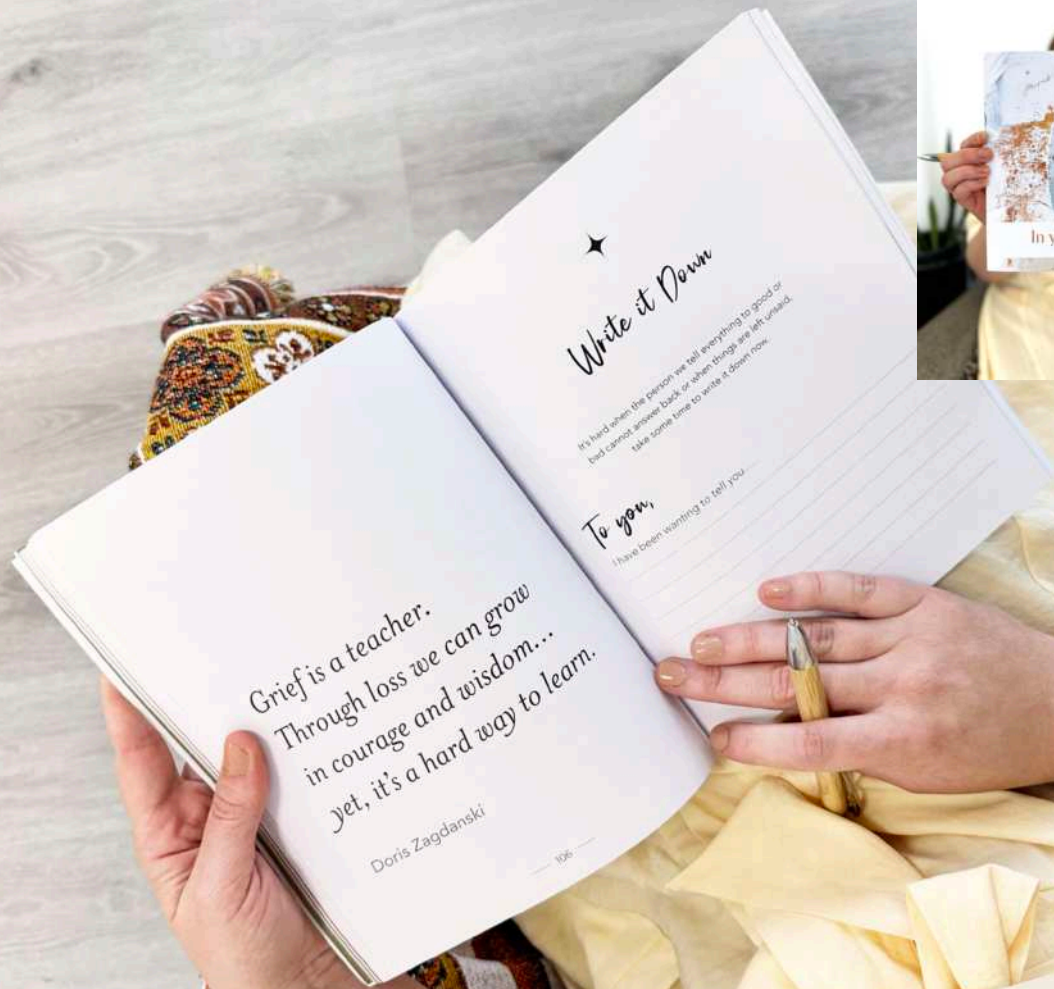 Grief is a teacher.
Through loss we can grow
in courage and wisdom...
yet, it's a hard way to learn.
Doris Zagdanski
106
Write it Down
It's hard when the person we tell everything to good or
bad cannot answer back or when things are left unsaid,
take some time to write it down now.
To you,
I have been wanting to tell you
In y